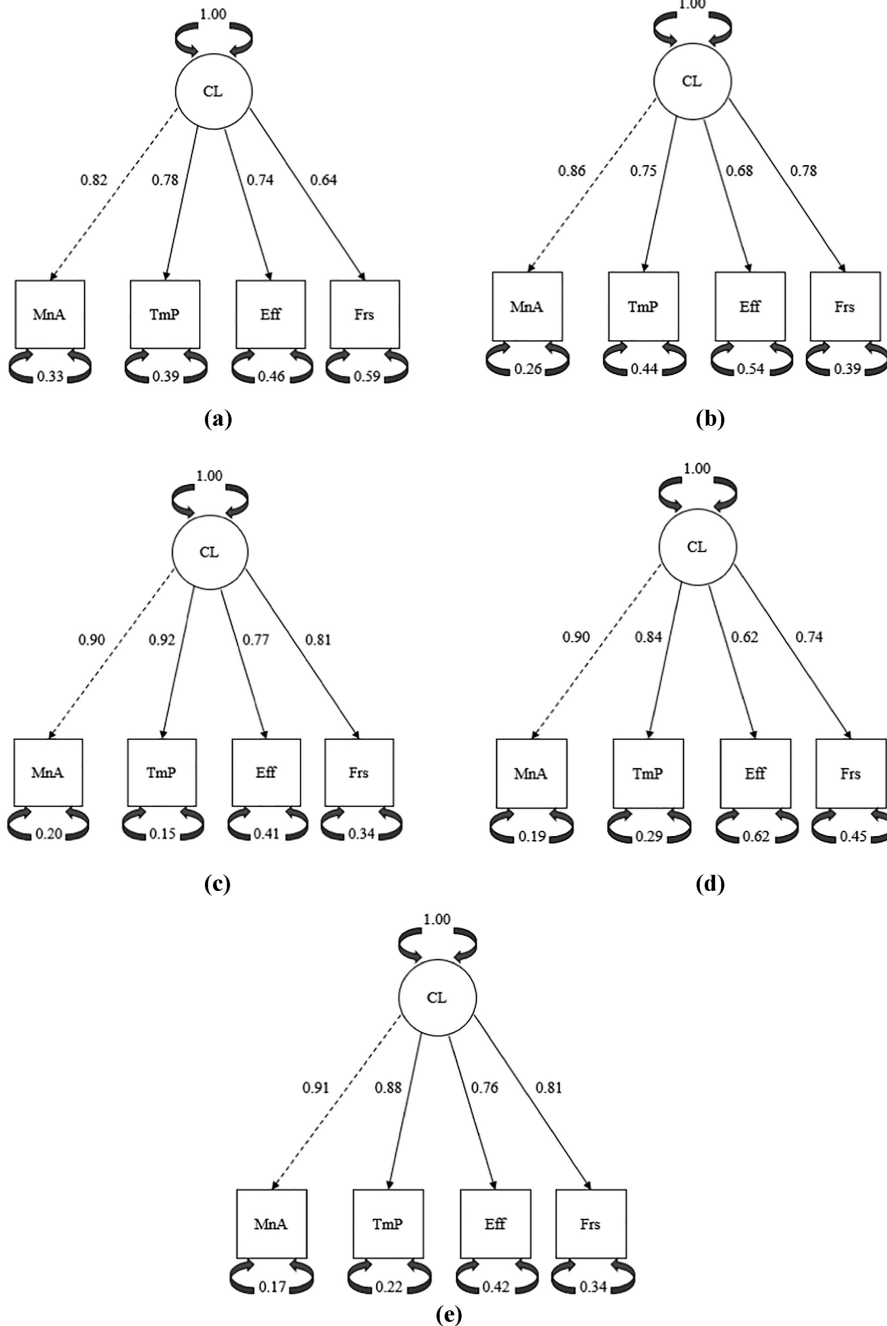 1.00
CL
0.82 0.78 0.74 0.64
MnA TmP Eff Frs
0.33 0.39 0.46 0.59
(a)
1.00
CL
0.86 0.75 0.68 0.78
MnA TmP Eff Frs
0.26 0.44 0.54 0.39
(b)
1.00
CL
0.90 0.92 0.77 0.81
MnA TmP Eff Frs
0.20 0.15 0.41 0.34
(c)
1.00
CL
0.90 0.84 0.62 0.74
MnA TmP Eff Frs
0.19 0.29 0.62 0.45
(d)
1.00
CL
0.91 0.88 0.76 0.81
MnA TmP Eff Frs
0.17 0.22 0.42 0.34
(e)